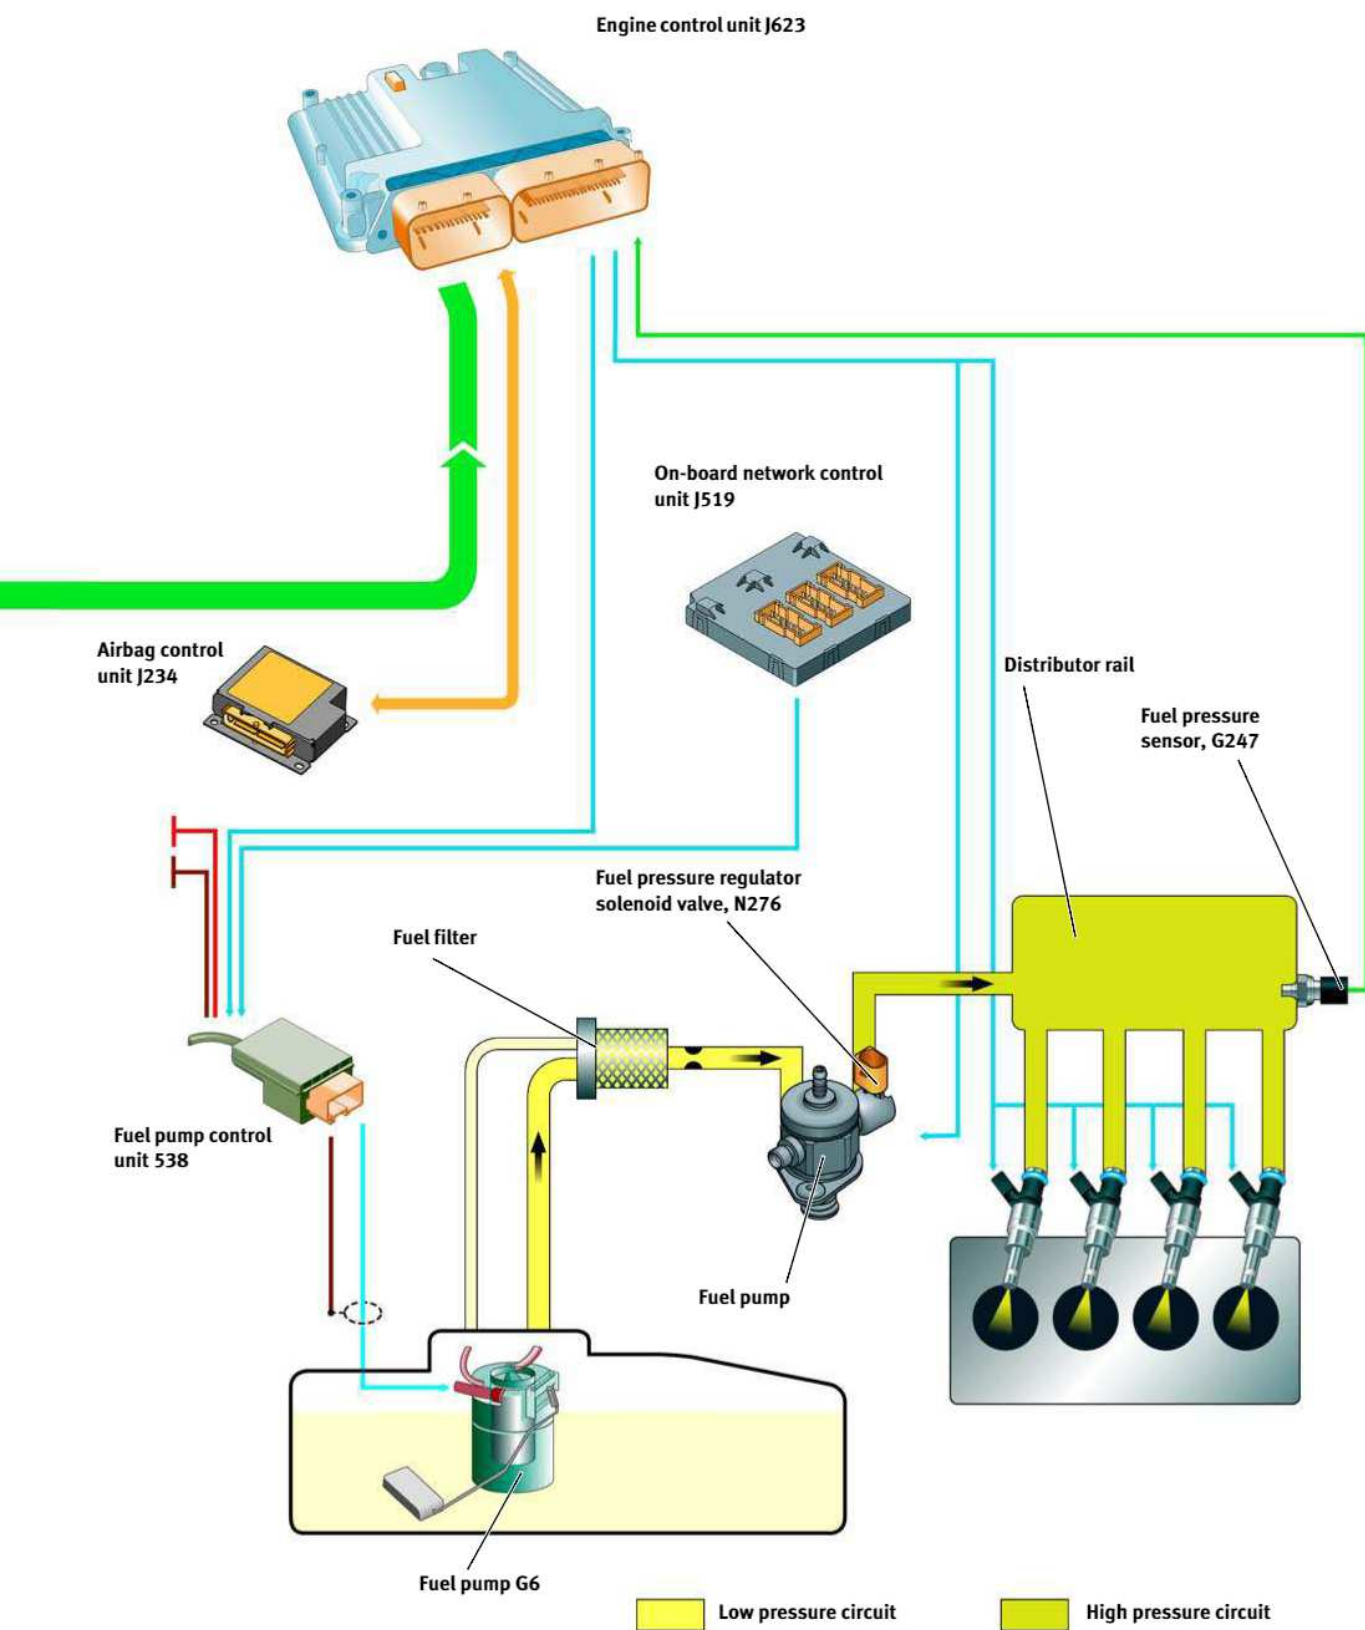 Engine control unit J623
On-board network control
unit J519
Airbag control
unit J234
Distributor rail
Fuel pressure
sensor, G247
Fuel pressure regulator
solenoid valve, N276
Fuel filter
Fuel pump control
unit 538
Fuel pump
Fuel pump G6
Low pressure circuit
High pressure circuit